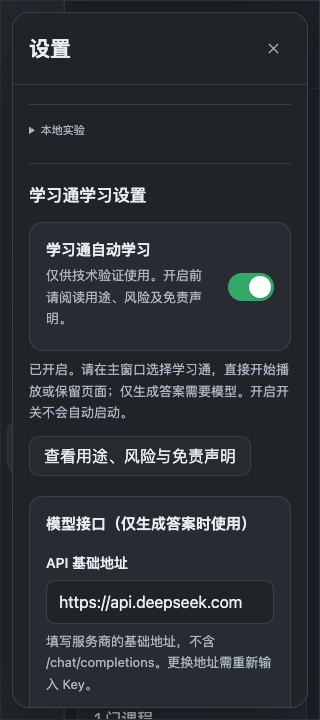 设置
本地实验
学习通学习设置
学习通自动学习
仅供技术验证使用。开启前
请阅读用途、风险及免责声
明。
已开启。请在主窗口选择学习通，直接开始播
放或保留页面；仅生成答案需要模型。开启开
关不会自动启动。
查看用途、风险与免责声明
模型接口（仅生成答案时使用）
API 基础地址
https://api.deepseek.com
填写服务商的基础地址，不含
/chat/completions。更换地址需重新输
入 Key。
1 门课程